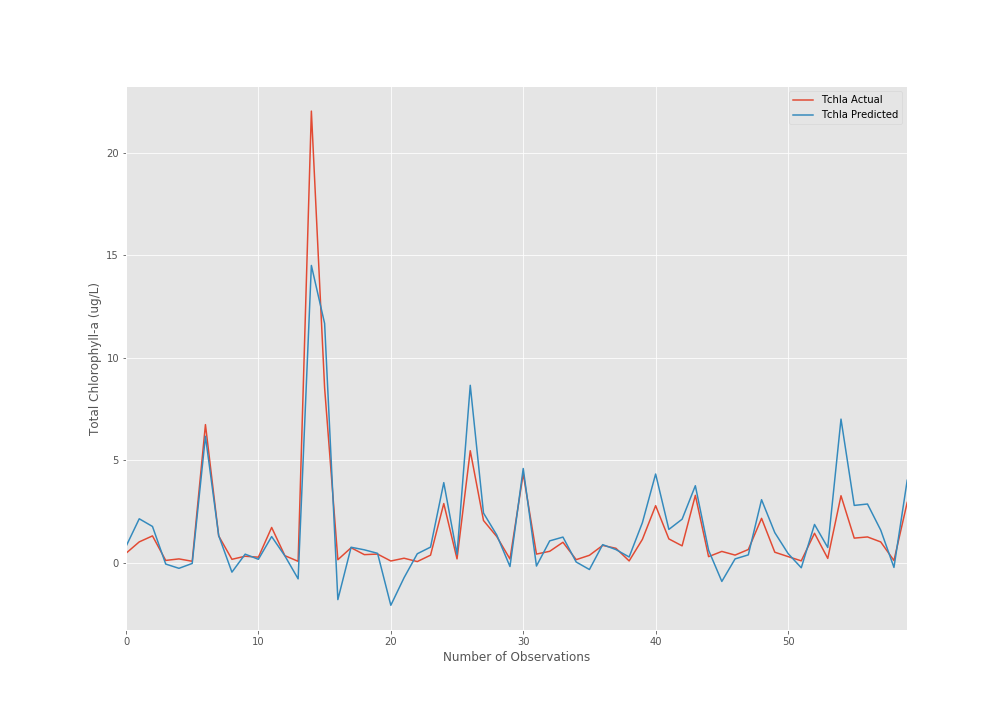 Tchla Actual
Tchla Predicted
20
15
10
5
0
Total Chlorophyll-a (ug/L)
0 10 20 30 40 50
Number of Observations